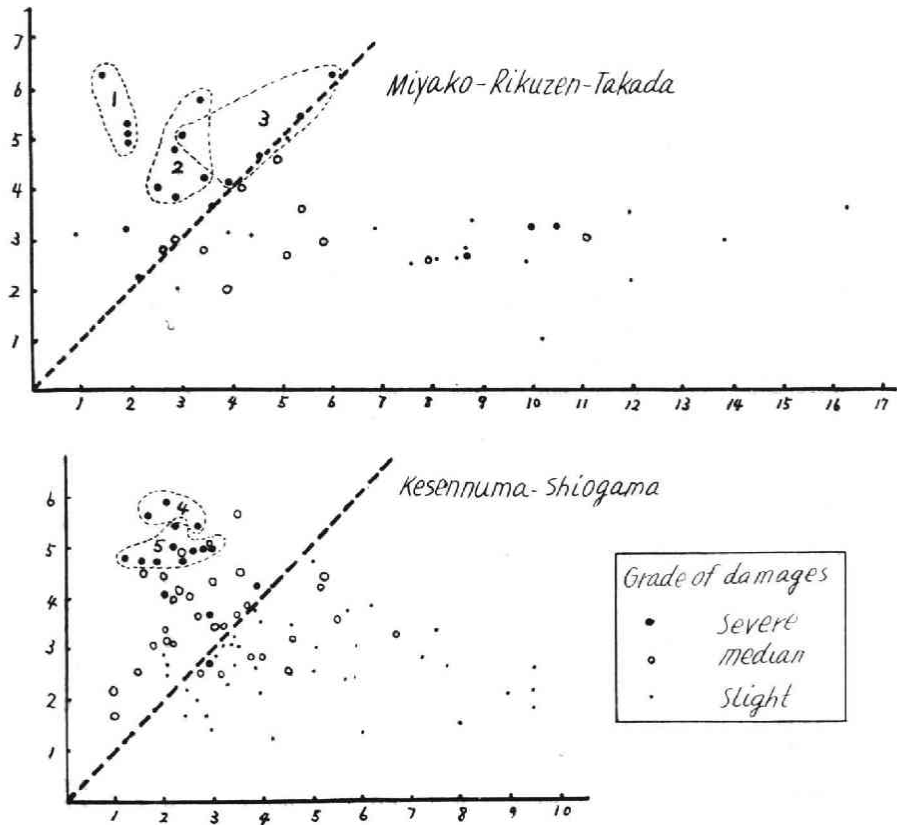 7
6
5
4
3
2
1
1 2 3 4 5 6 7 8 9 10 11 12 13 14 15 16 17
Miyako-Rikuzen-Takada
1
2
3
6
5
4
3
2
1
1 2 3 4 5 6 7 8 9 10
Kesennuma-Shiogama
4
5
Grade of damages
Severe
median
Slight